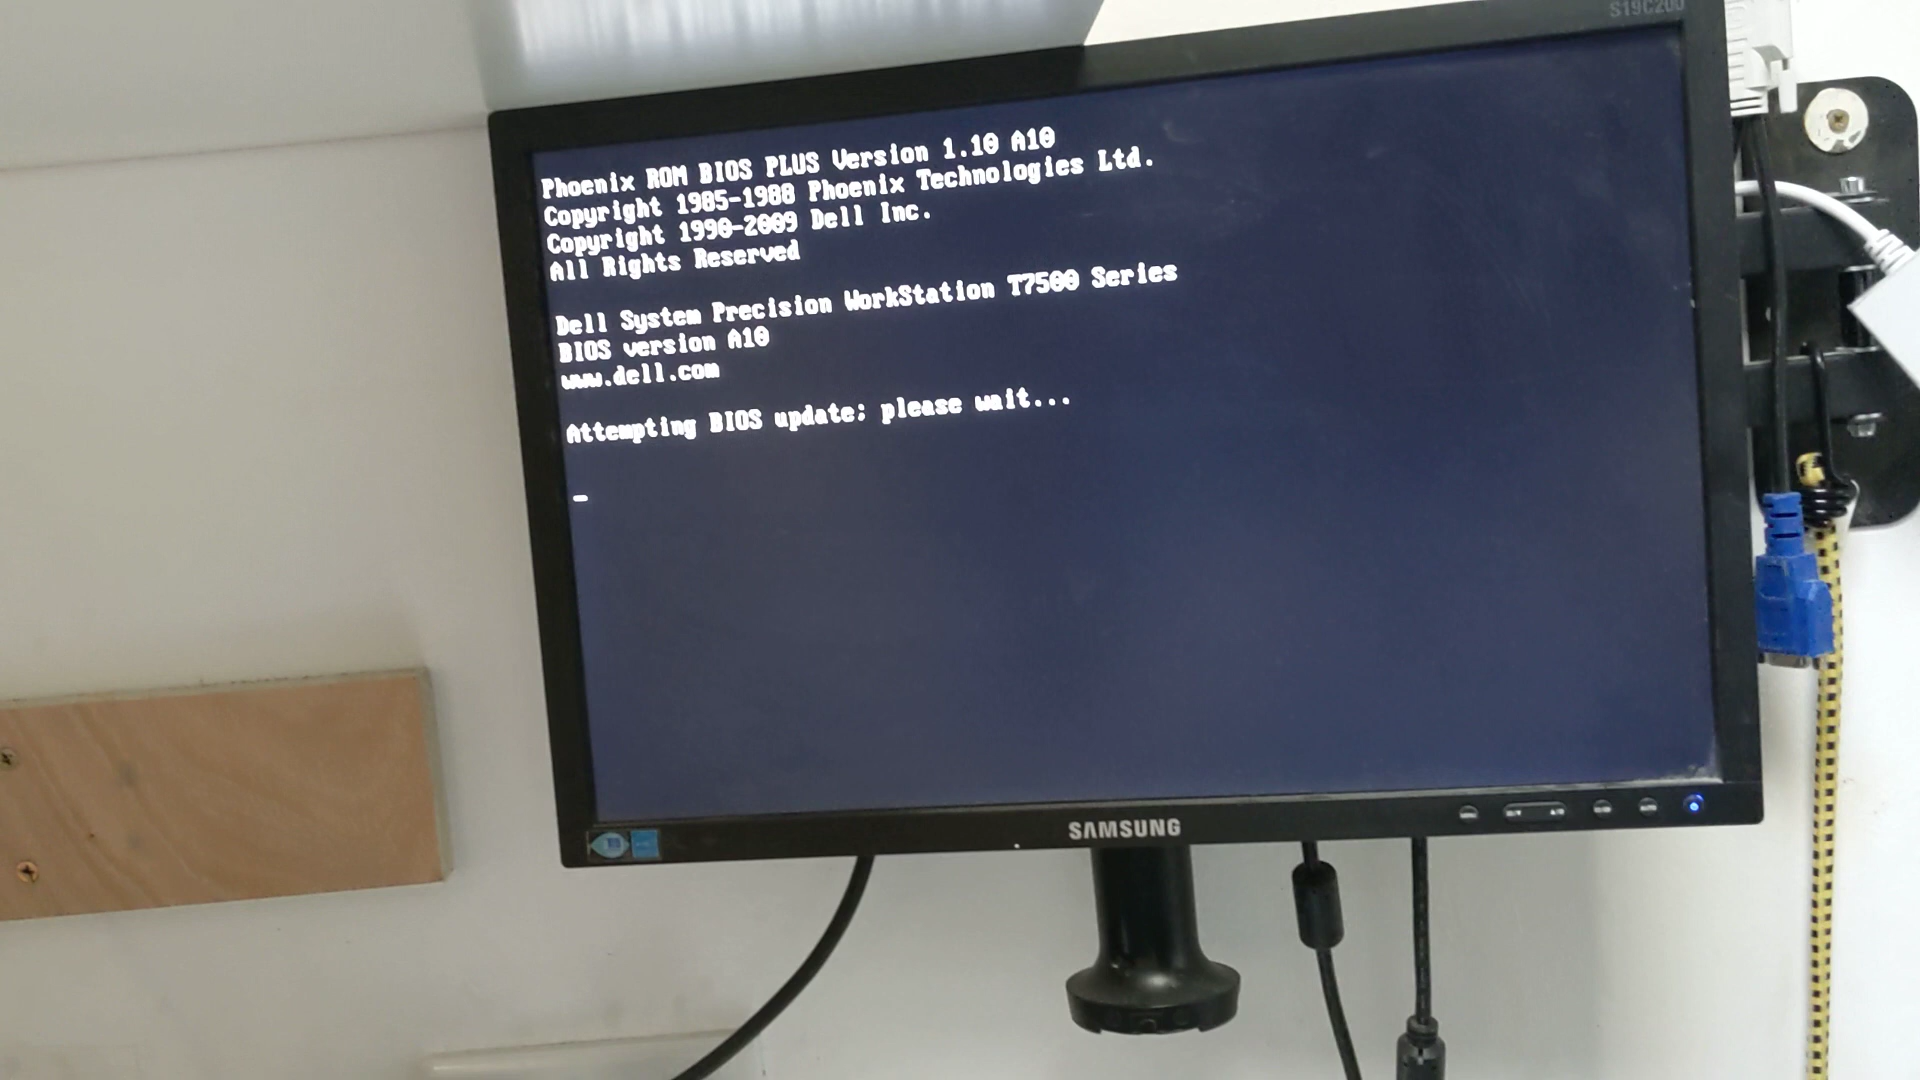 S19C200
Phoenix ROM BIOS PLUS Version 1.10 A10
Copyright 1985-1988 Phoenix Technologies Ltd.
Copyright 1990-2009 Dell Inc.
All Rights Reserved
Dell System Precision WorkStation T7500 Series
BIOS version A10
www.dell.com
Attempting BIOS update; please wait...
_
SAMSUNG